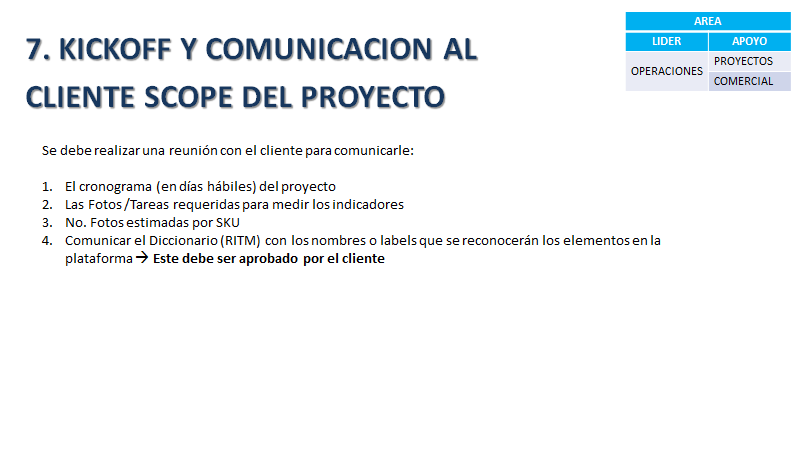 7. KICKOFF Y COMUNICACION AL
CLIENTE SCOPE DEL PROYECTO
AREA
LIDER APOYO
OPERACIONES PROYECTOS
COMERCIAL
Se debe realizar una reunión con el cliente para comunicarle:
1. El cronograma (en días hábiles) del proyecto
2. Las Fotos/Tareas requeridas para medir los indicadores
3. No. Fotos estimadas por SKU
4. Comunicar el Diccionario (RITM) con los nombres o labels que se reconocerán los elementos en la
plataforma → Este debe ser aprobado por el cliente